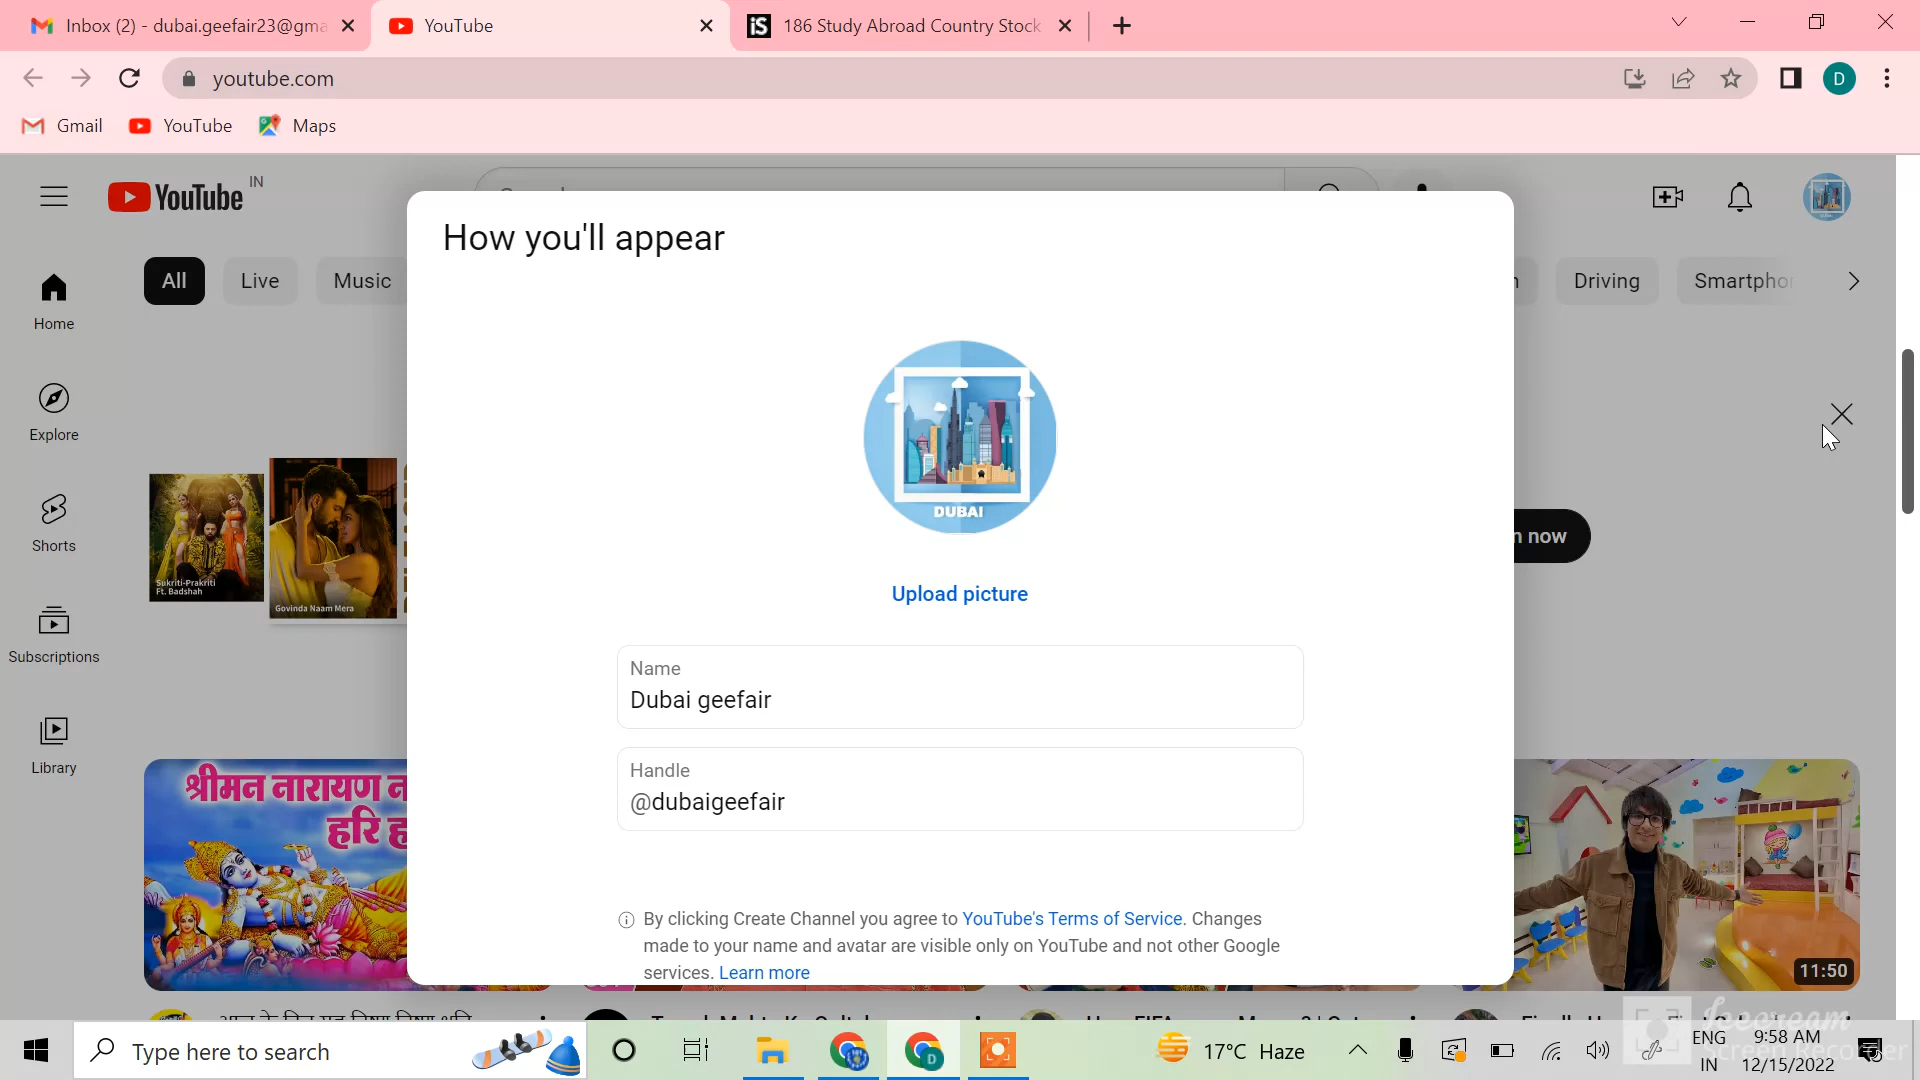 Inbox (2) - dubai.geefair23@gma
YouTube
186 Study Abroad Country Stock
youtube.com
D
Gmail
YouTube
Maps
YouTube IN
How you'll appear
All
Live
Music
Driving
Smartpho
Home
DUBAI
Explore
Sukriti-Prakriti
Ft. Badshah
Govinda Naam Mera
n now
Shorts
Upload picture
Subscriptions
Name
Dubai geefair
Library
Handle
@dubaigeefair
श्रीमन नारायण न
हरि ह
By clicking Create Channel you agree to YouTube's Terms of Service. Changes
made to your name and avatar are visible only on YouTube and not other Google
services. Learn more
11:50
Type here to search
D
17°C Haze
ENG
IN
9:58 AM
12/15/2022
Icecream
Screen Recorder